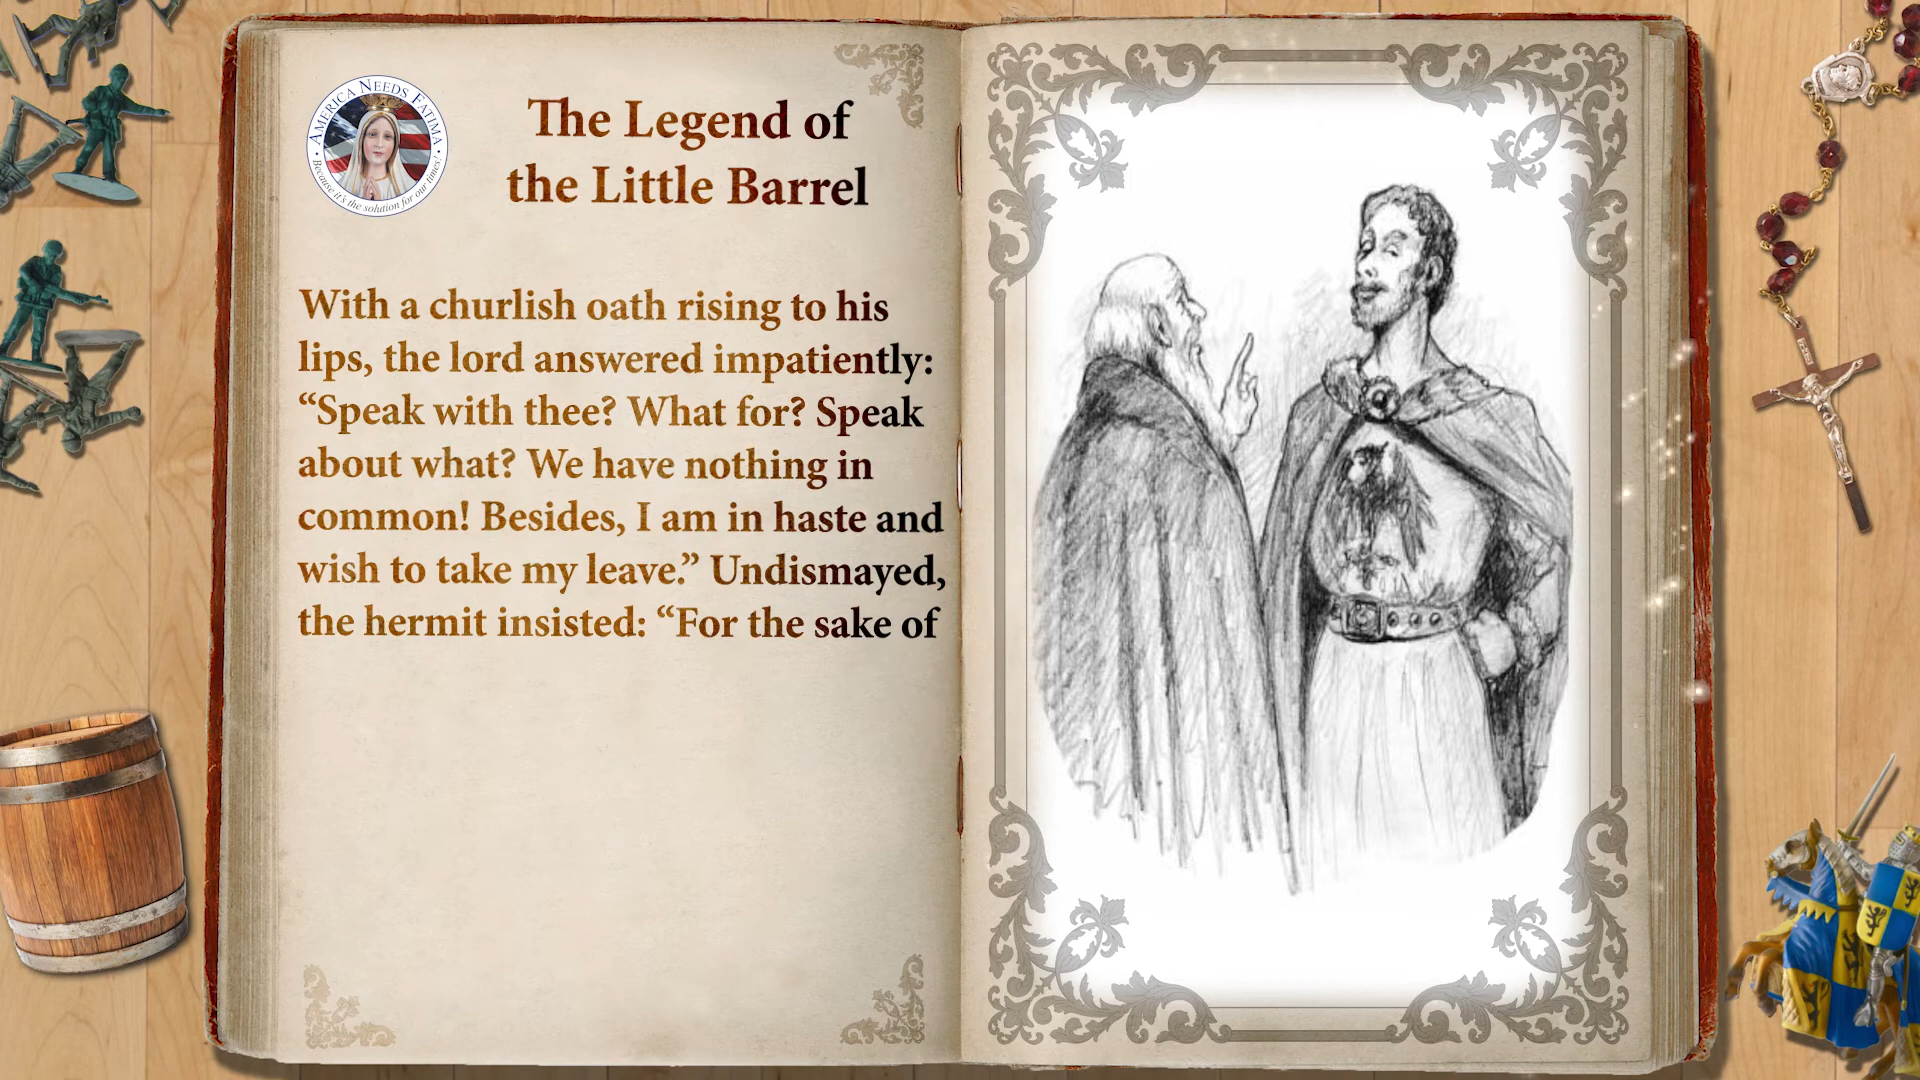 AMERICA NEEDS FATIMA
Because it's the solution for our times!
The Legend of
the Little Barrel
With a churlish oath rising to his
lips, the lord answered impatiently:
“Speak with thee? What for? Speak
about what? We have nothing in
common! Besides, I am in haste and
wish to take my leave.” Undismayed,
the hermit insisted: “For the sake of